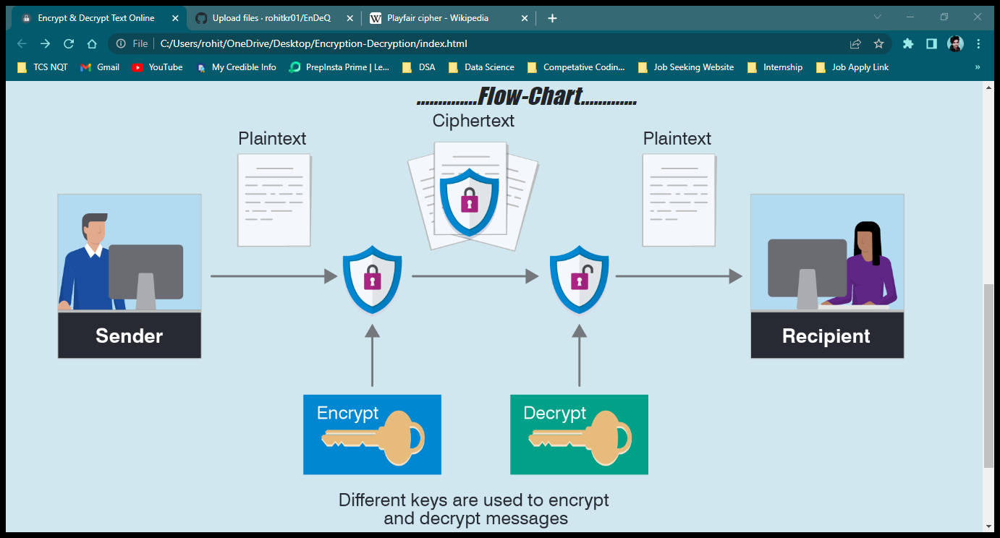 Encrypt & Decrypt Text Online
Upload files · rohitkr01/EnDeQ
W Playfair cipher - Wikipedia
File | C:/Users/rohit/OneDrive/Desktop/Encryption-Decryption/index.html
TCS NQT Gmail YouTube My Credible Info PrepInsta Prime | Le... DSA Data Science Competative Codin... Job Seeking Website Internship Job Apply Link »
..............Flow-Chart.............
Ciphertext
Plaintext
Plaintext
Sender
Recipient
Encrypt
Decrypt
Different keys are used to encrypt
and decrypt messages